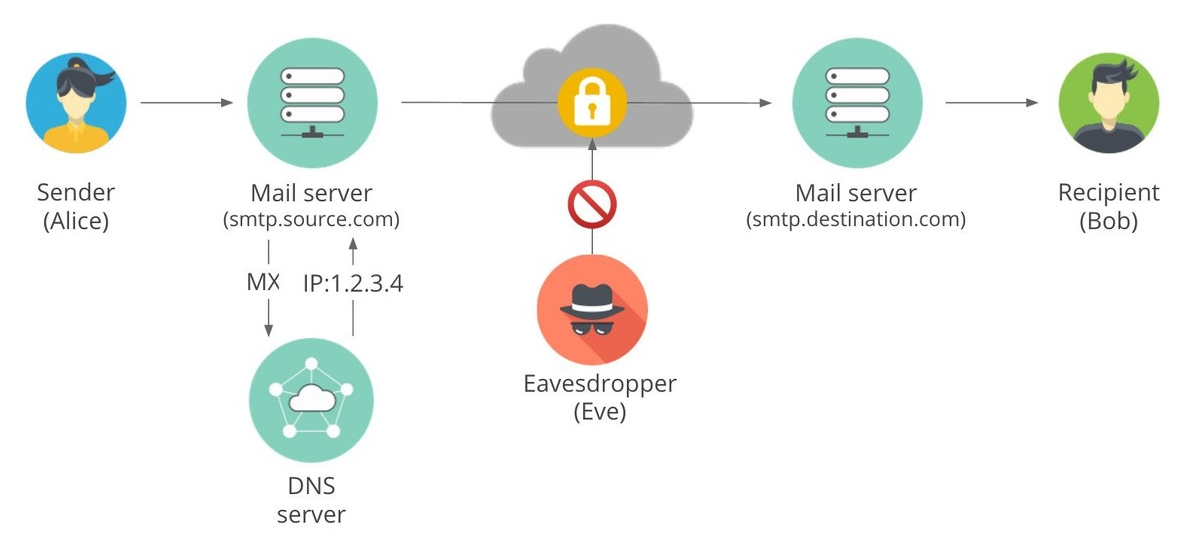 Sender
(Alice)
Mail server
(smtp.source.com)
Mail server
(smtp.destination.com)
Recipient
(Bob)
MX
IP:1.2.3.4
Eavesdropper
(Eve)
DNS
server